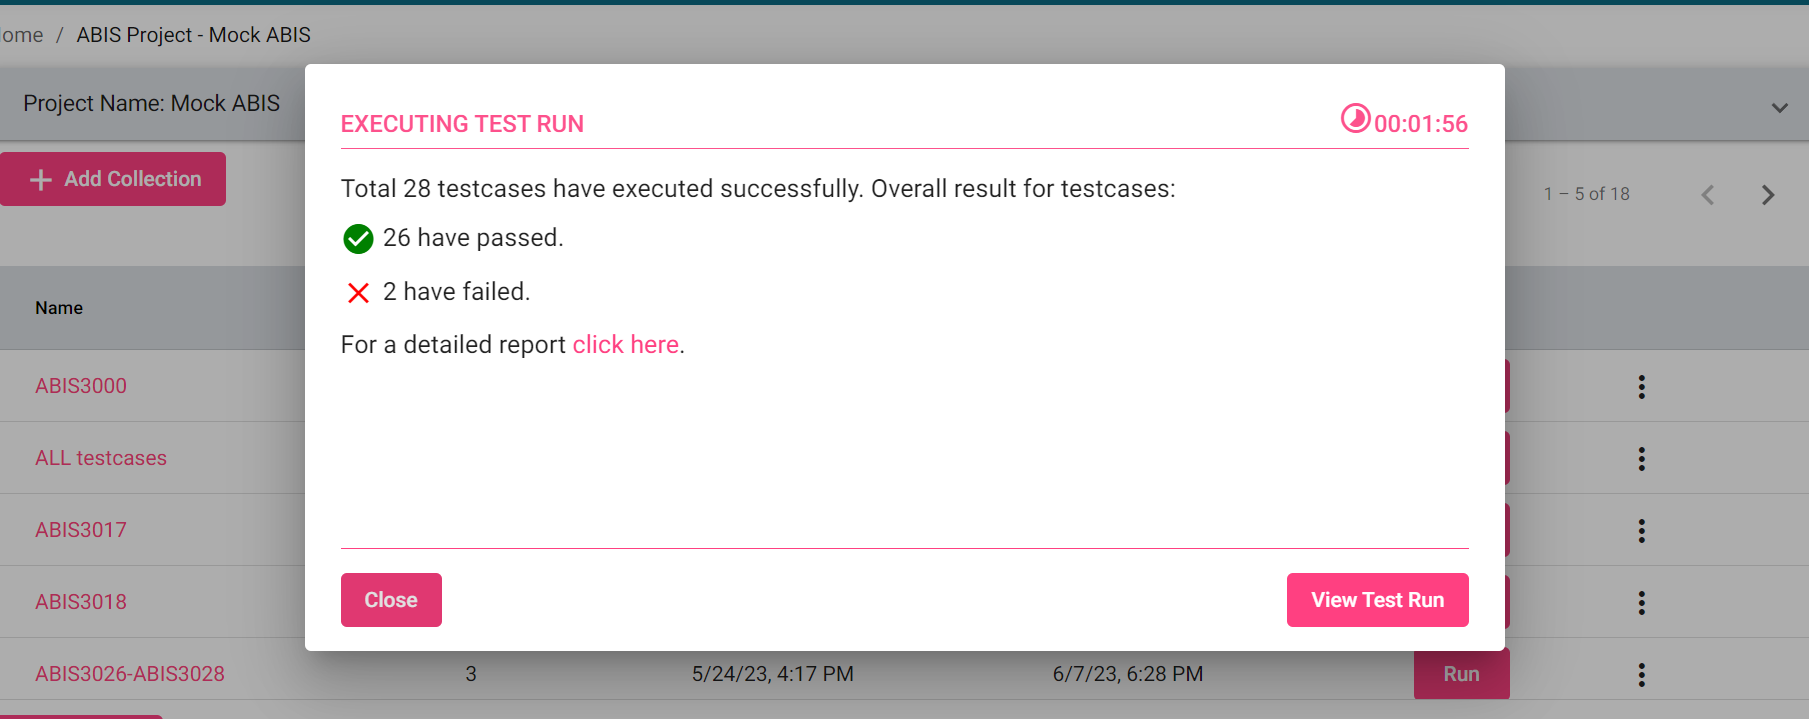 ome / ABIS Project - Mock ABIS
Project Name: Mock ABIS
EXECUTING TEST RUN 00:01:56
Add Collection
Total 28 testcases have executed successfully. Overall result for testcases:
1 – 5 of 18
26 have passed.
2 have failed.
Name
For a detailed report click here.
ABIS3000
ALL testcases
ABIS3017
ABIS3018
Close View Test Run
ABIS3026-ABIS3028 3 5/24/23, 4:17 PM 6/7/23, 6:28 PM Run